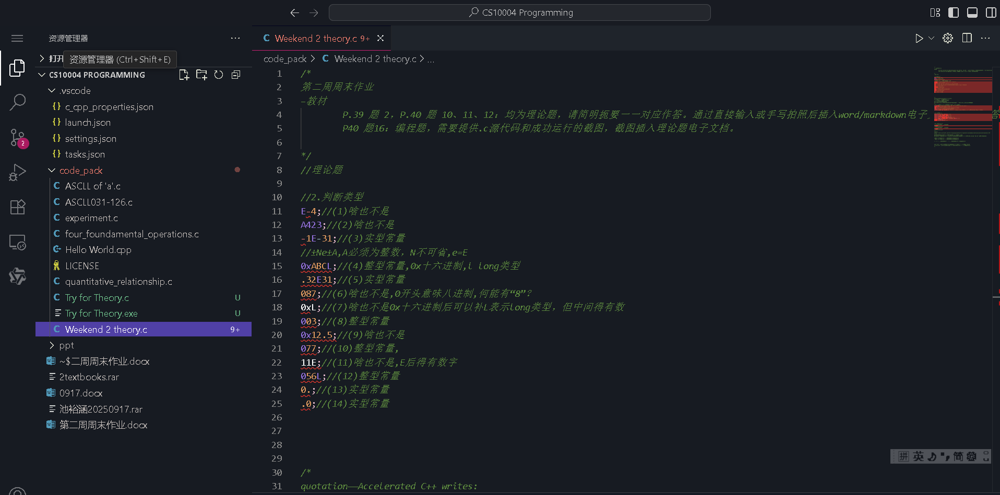 CS10004 Programming
资源管理器
Weekend 2 theory.c 9+
打开
资源管理器 (Ctrl+Shift+E)
code_pack > C Weekend 2 theory.c > ...
CS10004 PROGRAMMING
.vscode
{} c_cpp_properties.json
{} launch.json
{} settings.json
{} tasks.json
code_pack
C ASCLL of 'a'.c
C ASCLL031-126.c
C experiment.c
C four_foundamental_operations.c
Hello World.cpp
LICENSE
C quantitative_relationship.c
C Try for Theory.c U
Try for Theory.exe U
C Weekend 2 theory.c 9+
ppt
~$二周周末作业.docx
2textbooks.rar
0917.docx
池裕涵20250917.rar
第二周周末作业.docx
2
1 /*
2 第二周周末作业
3 -教材
4 P.39 题 2，P.40 题 10、11、12：均为理论题，请简明扼要一一对应作答。通过直接输入或手写拍照后插入word/markdown电子
5 P40 题16：编程题，需要提供.c源代码和成功运行的截图，截图插入理论题电子文档。
6
7 */
8 //理论题
9
10 //2.判断类型
11 E-4;//(1)啥也不是
12 A423;//(2)啥也不是
13 -1E-31;//(3)实型常量
14 //±Ne±A,A必须为整数，N不可省,e=E
15 0xABCL;//(4)整型常量,0x十六进制,l long类型
16 .32E31;//(5)实型常量
17 087;//(6)啥也不是,0开头意味八进制,何能有“8”？
18 0xL;//(7)啥也不是0x十六进制后可以补L表示long类型，但中间得有数
19 003;//(8)整型常量
20 0x12.5;//(9)啥也不是
21 077;//(10)整型常量,
22 11E;//(11)啥也不是,E后得有数字
23 056L;//(12)整型常量
24 0.;//(13)实型常量
25 .0;//(14)实型常量
26
27
28
29
30 /*
31 quotation——Accelerated C++ writes:
拼 英 简